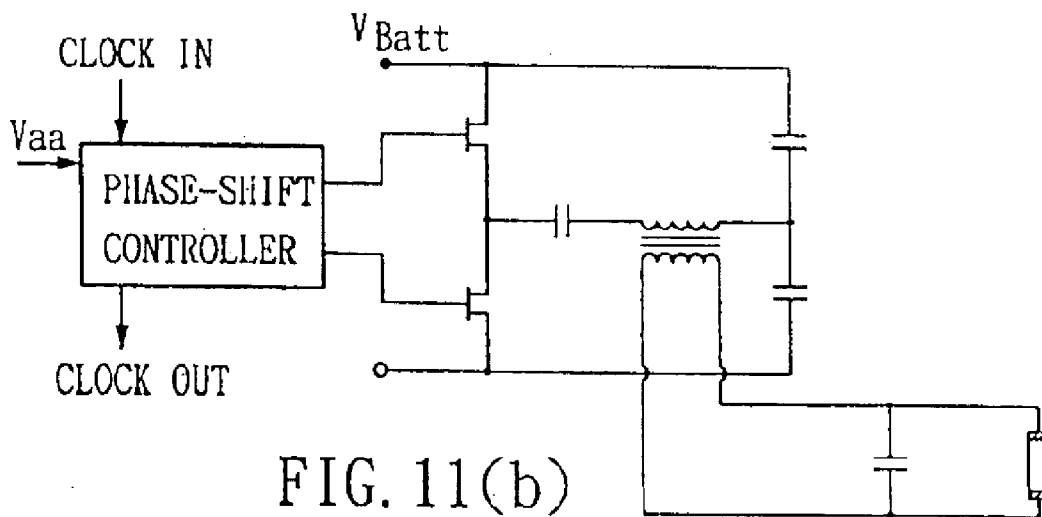 V Batt
CLOCK IN
Vaa
PHASE-SHIFT
CONTROLLER
CLOCK OUT
FIG. 11(b)